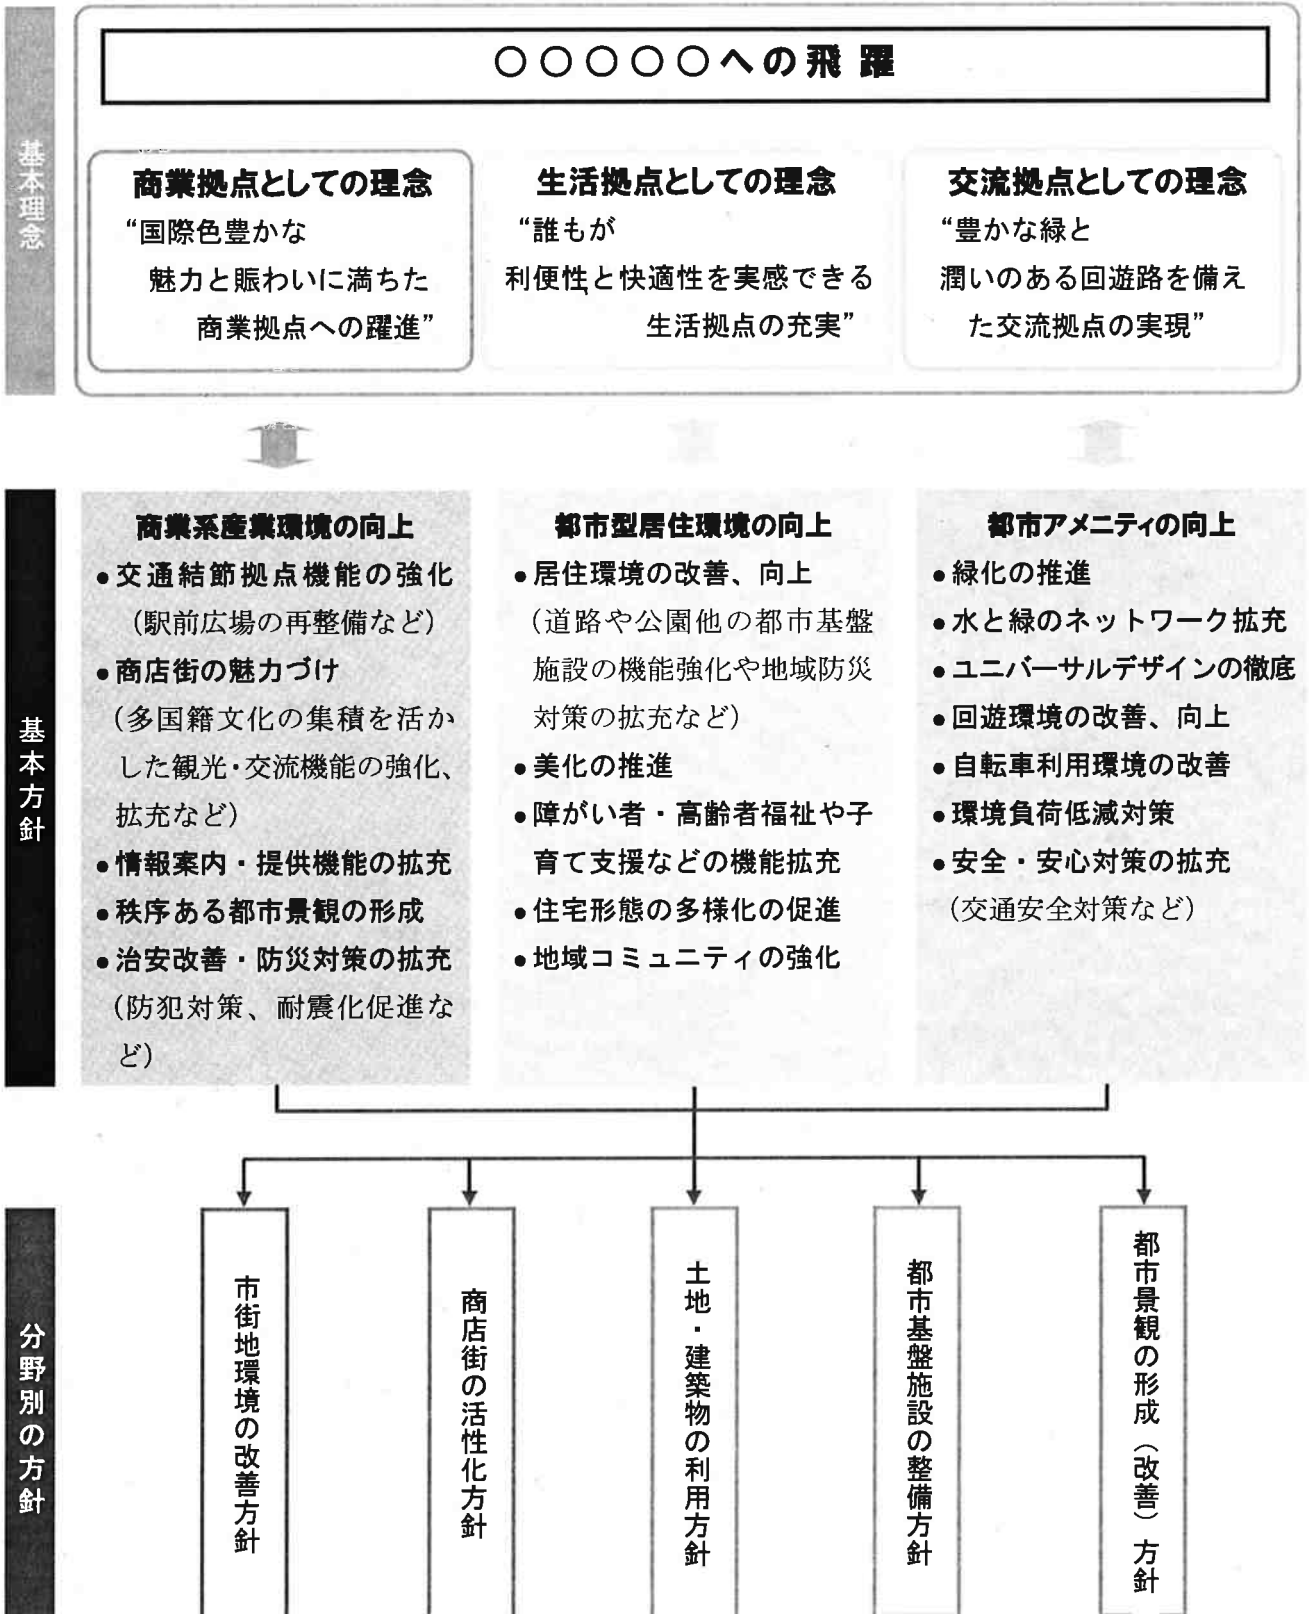 基本理念
○○○○○への飛躍
商業拠点としての理念
“国際色豊かな
魅力と賑わいに満ちた
商業拠点への躍進”
生活拠点としての理念
“誰もが
利便性と快適性を実感できる
生活拠点の充実”
交流拠点としての理念
“豊かな緑と
潤いのある回遊路を備え
た交流拠点の実現”
基本方針
商業系産業環境の向上
●交通結節拠点機能の強化
(駅前広場の再整備など)
●商店街の魅力づけ
(多国籍文化の集積を活か
した観光・交流機能の強化、
拡充など)
●情報案内・提供機能の拡充
●秩序ある都市景観の形成
●治安改善・防災対策の拡充
(防犯対策、耐震化促進な
ど)
都市型居住環境の向上
●居住環境の改善、向上
(道路や公園他の都市基盤
施設の機能強化や地域防災
対策の拡充など)
●美化の推進
●障がい者・高齢者福祉や子
育て支援などの機能拡充
●住宅形態の多様化の促進
●地域コミュニティの強化
都市アメニティの向上
●緑化の推進
●水と緑のネットワーク拡充
●ユニバーサルデザインの徹底
●回遊環境の改善、向上
●自転車利用環境の改善
●環境負荷低減対策
●安全・安心対策の拡充
(交通安全対策など)
分野別の方針
市街地環境の改善方針
商店街の活性化方針
土地・建築物の利用方針
都市基盤施設の整備方針
都市景観の形成(改善)方針